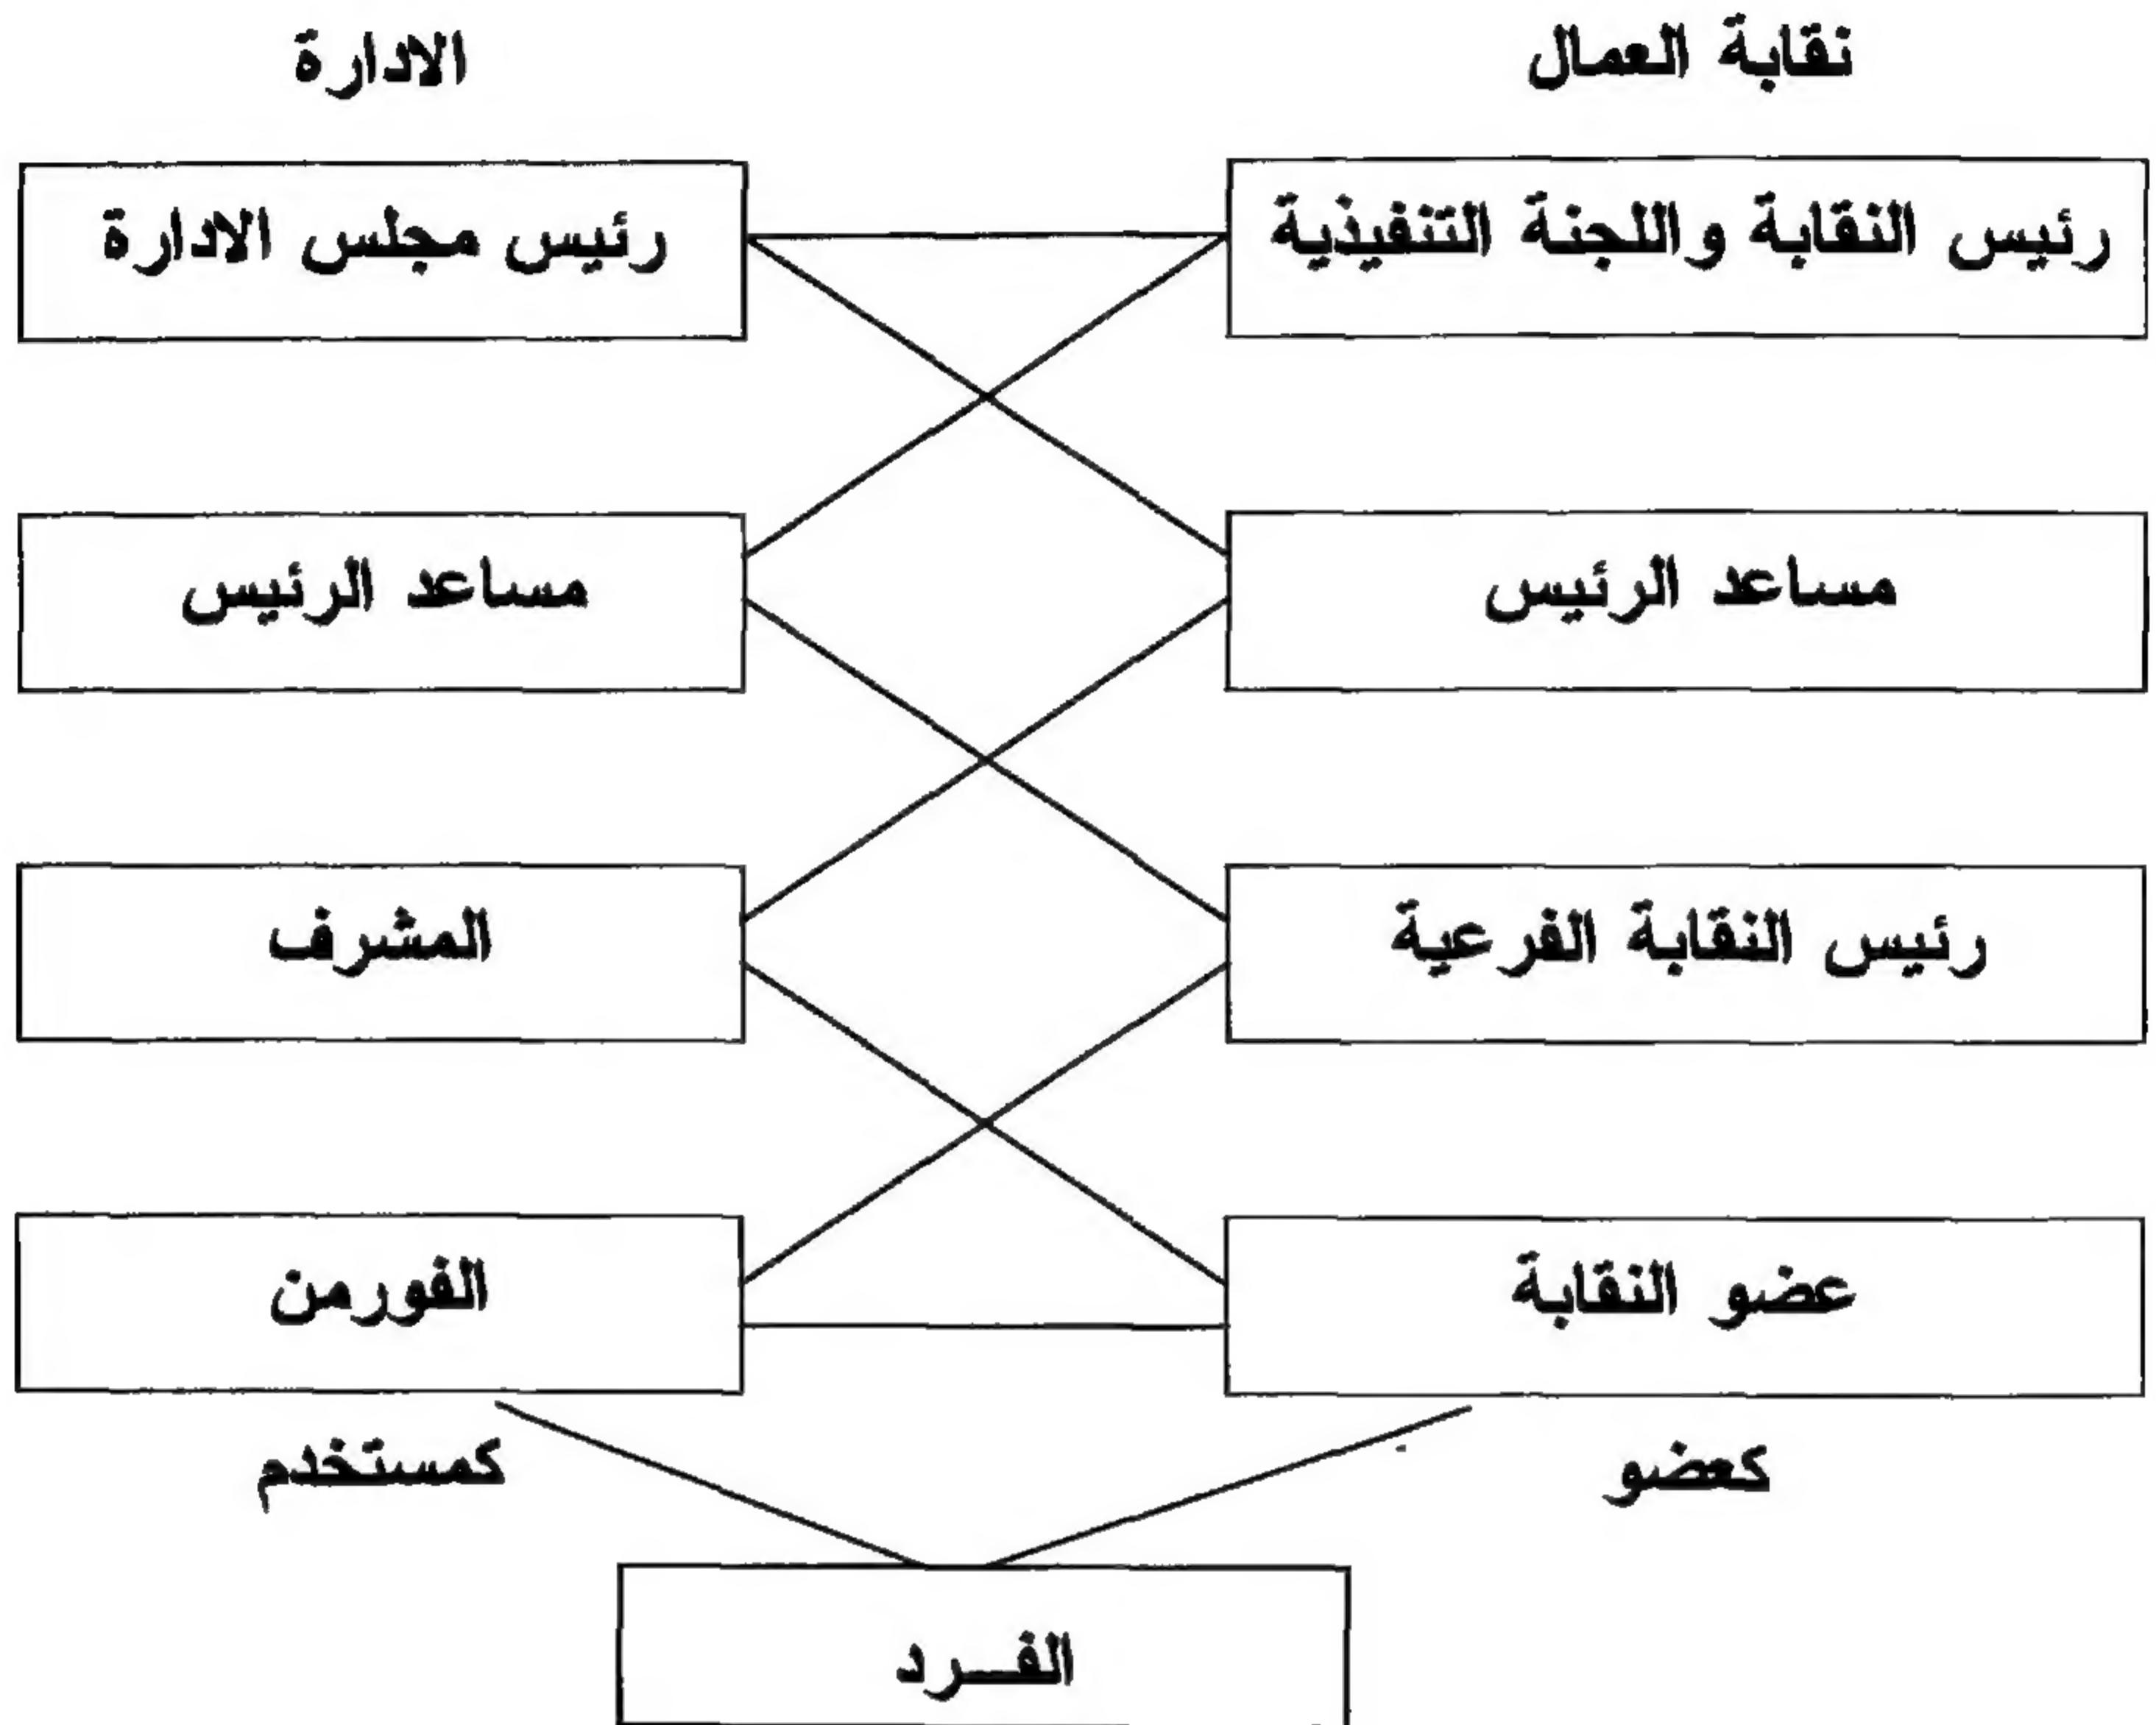 نقابة العمال
الادارة
رئيس النقابة واللجنة التنفيذية
رئيس مجلس الادارة
مساعد الرئيس
مساعد الرئيس
رئيس النقابة الفرعية
المشرف
عضو النقابة
الفورمن
كعضو
كمستخدم
الفـــرد